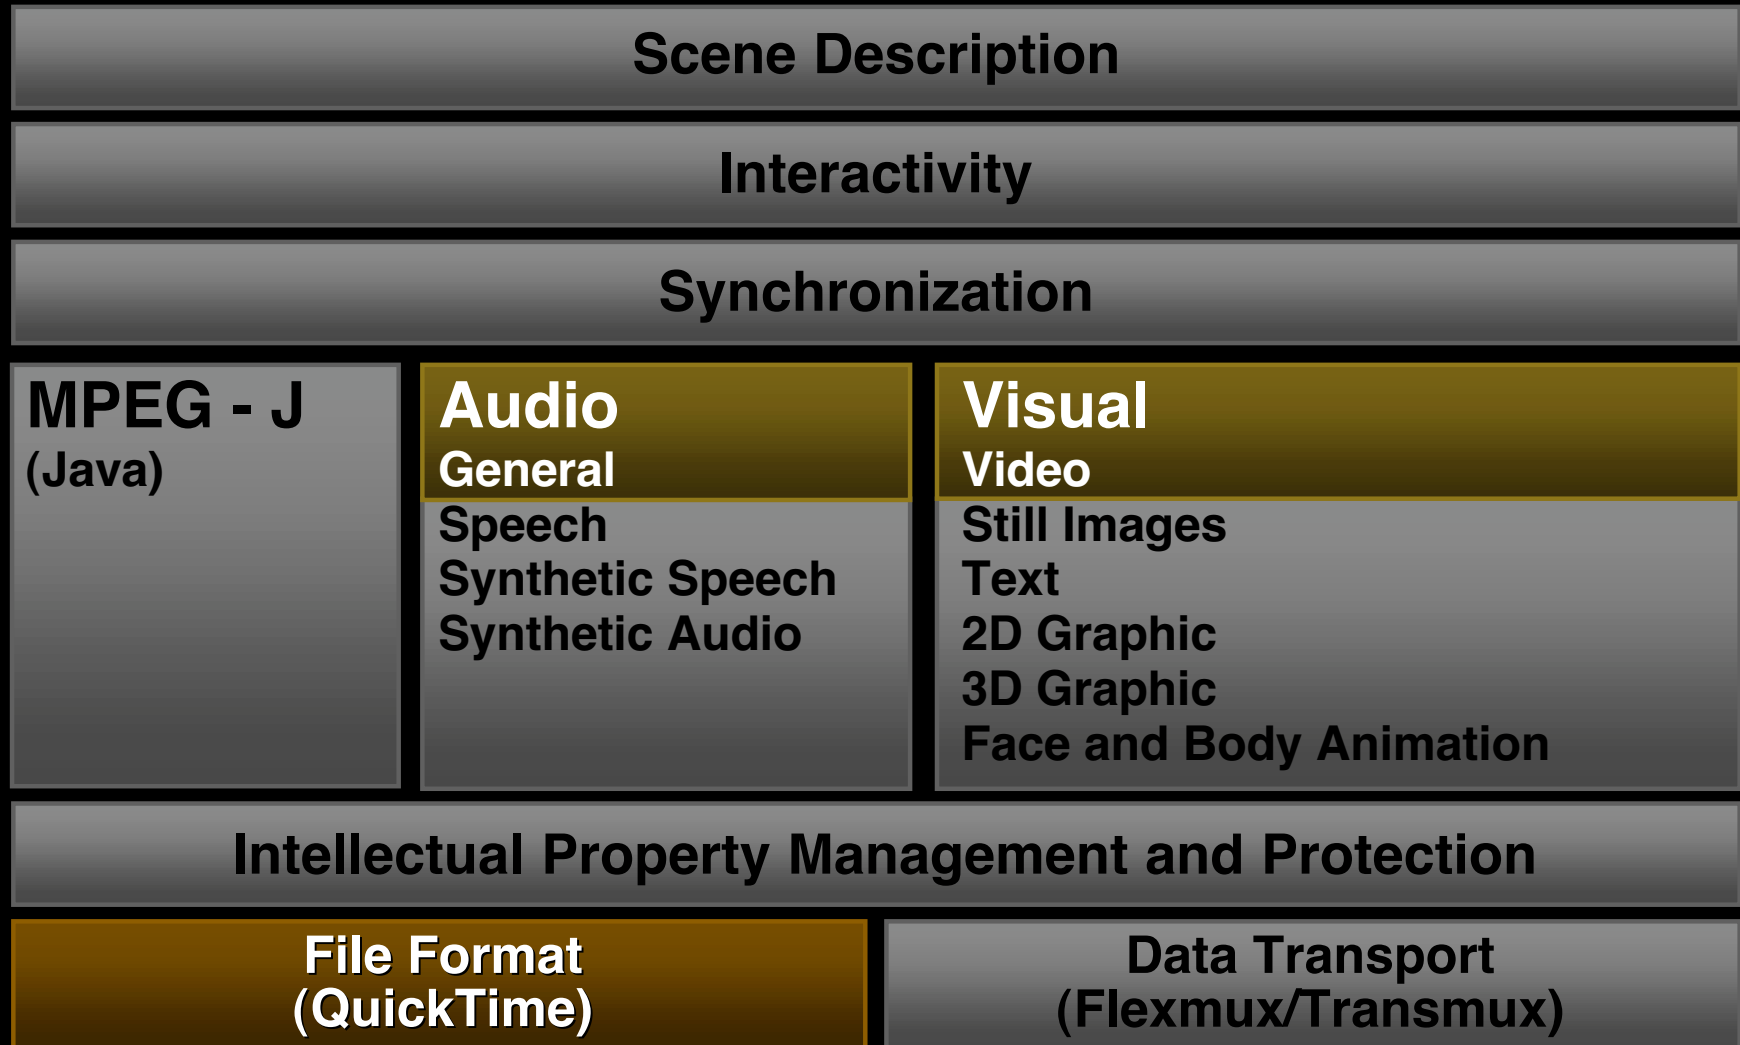 Scene Description
Interactivity
Synchronization
MPEG - J
(Java)
Audio
General
Speech
Synthetic Speech
Synthetic Audio
Visual
Video
Still Images
Text
2D Graphic
3D Graphic
Face and Body Animation
Intellectual Property Management and Protection
File Format
(QuickTime)
Data Transport
(Flexmux/Transmux)